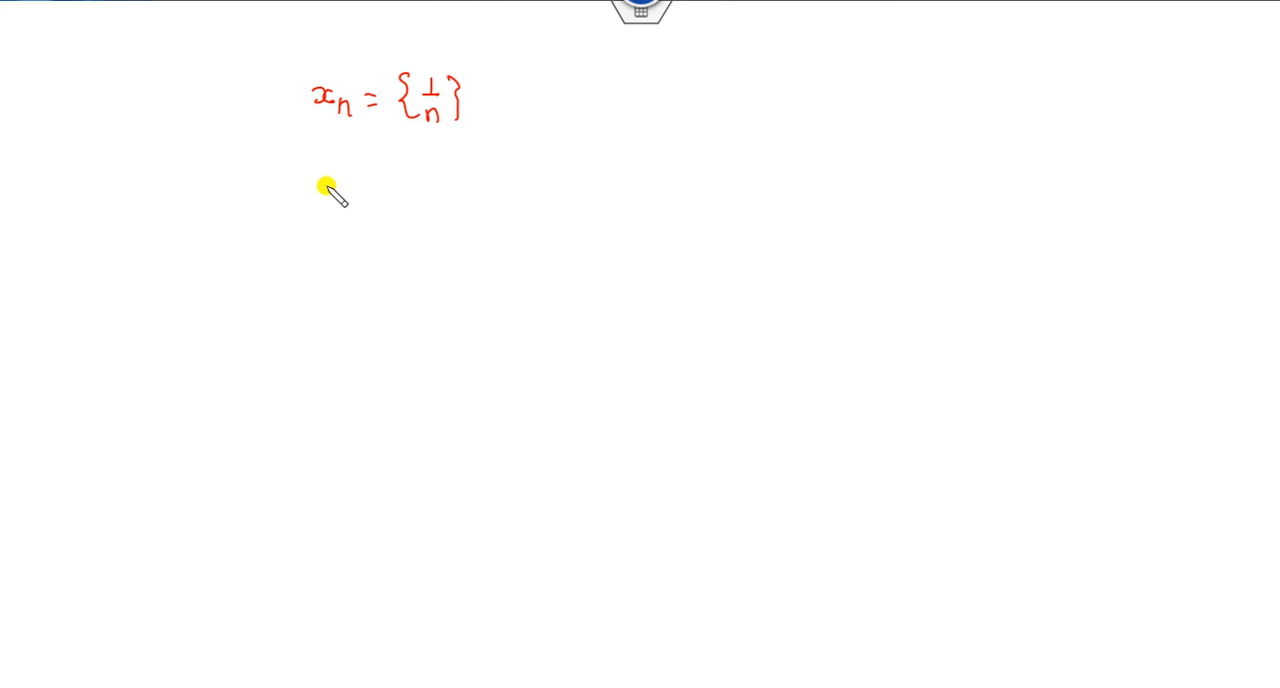 xₙ = {1/n}